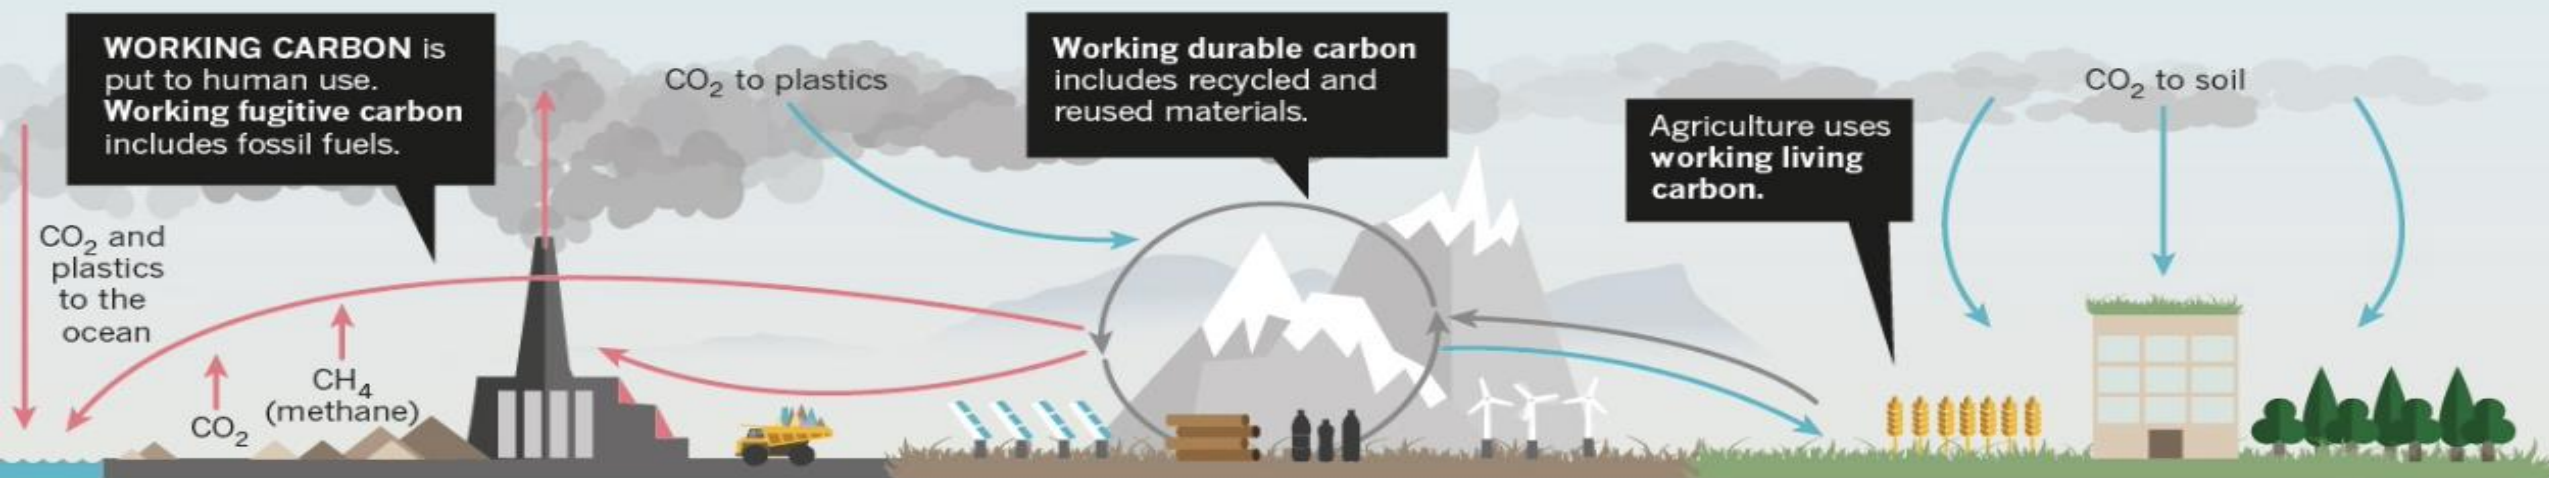 WORKING CARBON is
put to human use.
Working fugitive carbon
includes fossil fuels.
CO₂ to plastics
Working durable carbon
includes recycled and
reused materials.
Agriculture uses
working living
carbon.
CO₂ to soil
CO₂ and
plastics
to the
ocean
CO₂
CH₄
(methane)